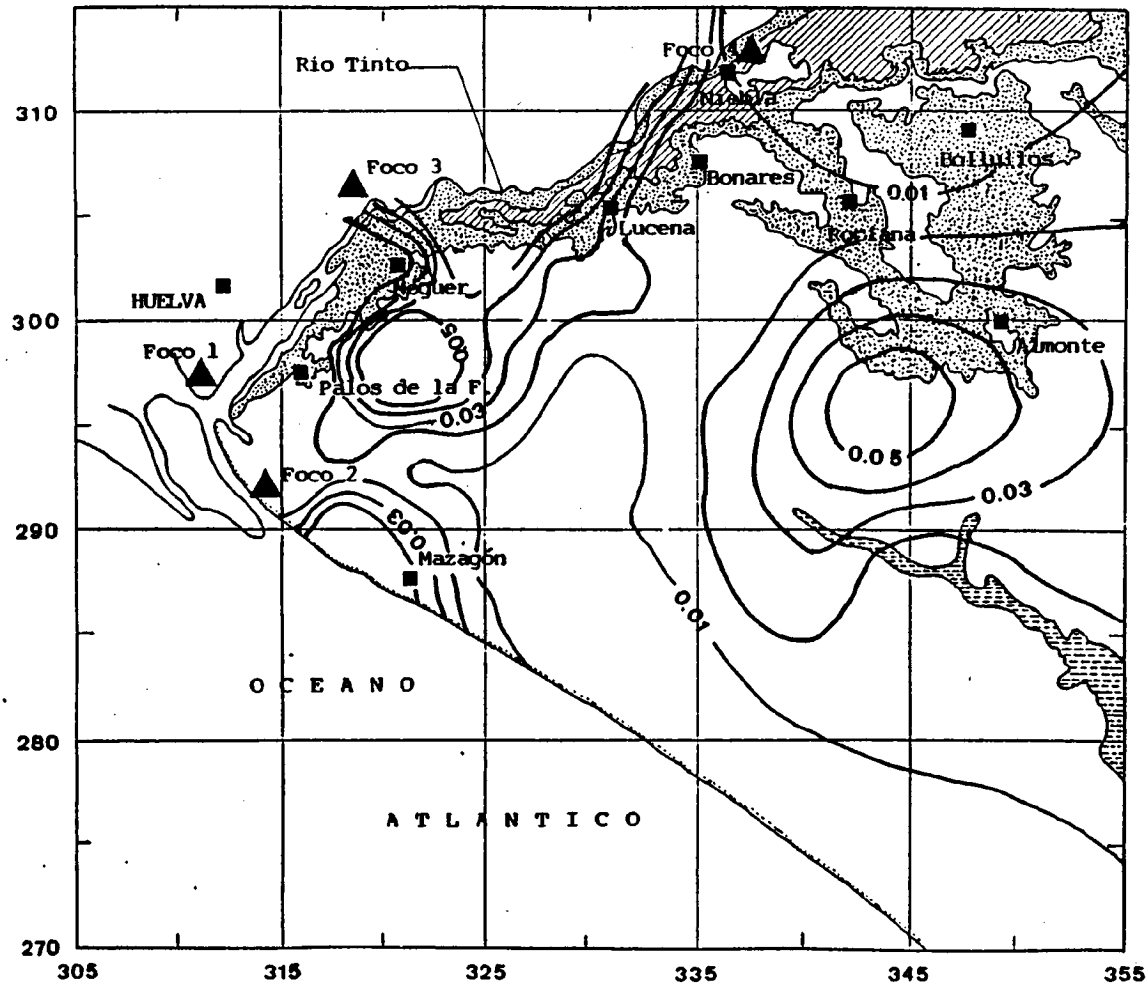 Foco 4
Rio Tinto
Niebla
310
Bollullos
Foco 3
Bonares
0.01
Lucena
Moguer
HUELVA
300
Almonte
Foco 1
0.05
Palos de la F.
0.03
0.05
0.03
Foco 2
0.03
290
Mazagón
0.01
O C E A N O
280
A T L A N T I C O
270
305
315
325
335
345
355